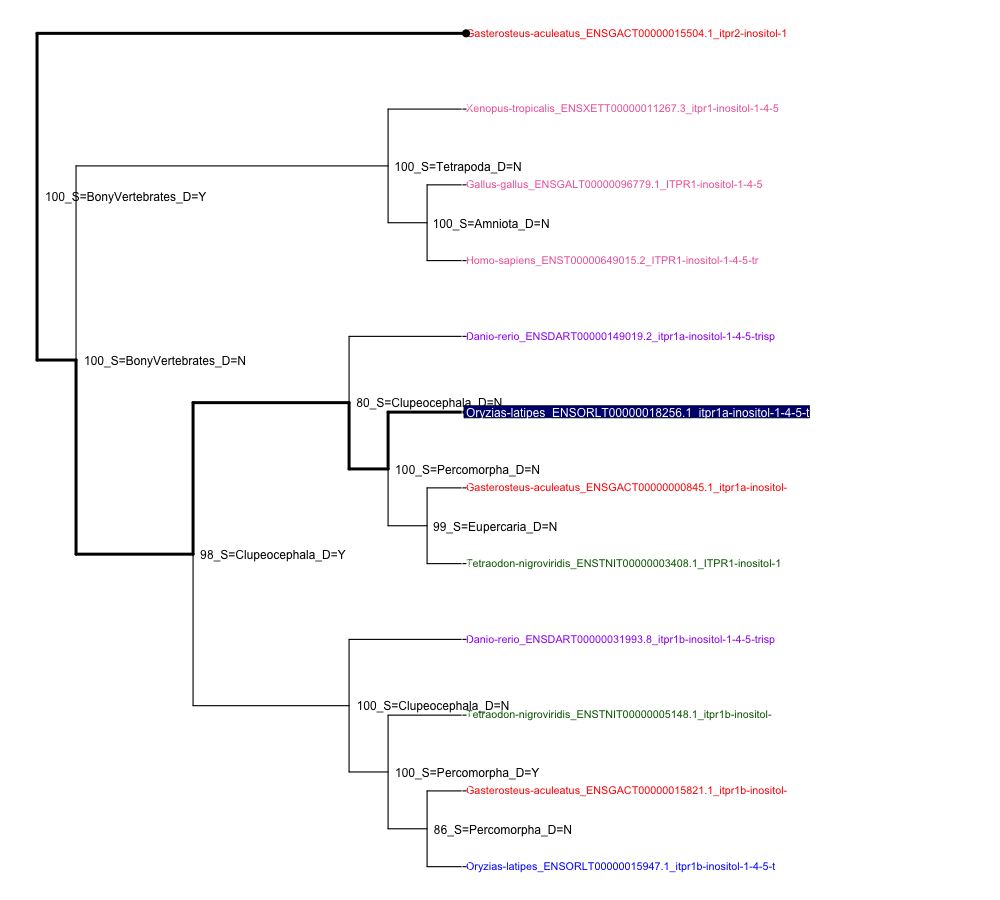 Gasterosteus-aculeatus_ENSGACT00000015504.1_itpr2-inositol-1
Xenopus-tropicalis_ENSXETT00000011267.3_itpr1-inositol-1-4-5
100_S=Tetrapoda_D=N
Gallus-gallus_ENSGALT00000096779.1_ITPR1-inositol-1-4-5
100_S=BonyVertebrates_D=Y
100_S=Amniota_D=N
Homo-sapiens_ENST00000649015.2_ITPR1-inositol-1-4-5-tr
Danio-rerio_ENSDART00000149019.2_itpr1a-inositol-1-4-5-trisp
100_S=BonyVertebrates_D=N
80_S=Clupeocephala_D=N
Oryzias-latipes_ENSORLT00000018256.1_itpr1a-inositol-1-4-5-t
100_S=Percomorpha_D=N
Gasterosteus-aculeatus_ENSGACT00000000845.1_itpr1a-inositol-
99_S=Eupercaria_D=N
98_S=Clupeocephala_D=Y
Tetraodon-nigroviridis_ENSTNIT00000003408.1_ITPR1-inositol-1
Danio-rerio_ENSDART00000031993.8_itpr1b-inositol-1-4-5-trisp
100_S=Clupeocephala_D=N
Tetraodon-nigroviridis_ENSTNIT00000005148.1_itpr1b-inositol-
100_S=Percomorpha_D=Y
Gasterosteus-aculeatus_ENSGACT00000015821.1_itpr1b-inositol-
86_S=Percomorpha_D=N
Oryzias-latipes_ENSORLT00000015947.1_itpr1b-inositol-1-4-5-t